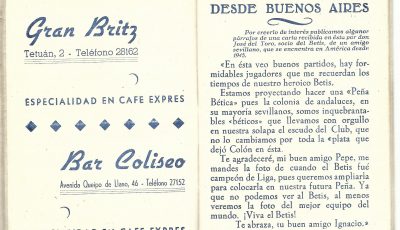 Gran Britz
Tetuán, 2 - Teléfono 28162
ESPECIALIDAD EN CAFE EXPRES
Bar Coliseo
Avenida Queipo de Llano, 46 - Teléfono 27152
ESPECIALIDAD EN CAFE EXPRES
DESDE BUENOS AIRES
Por creerlo de interés publicamos algunos
párrafos de una carta recibida en ésta por don
José del Toro, socio del Betis, de un amigo
sevillano, que se encuentra en América desde
1945.
«En ésta veo buenos partidos, hay for-
midables jugadores que me recuerdan los
tiempos de nuestro heroico Betis.
Estamos proyectando hacer una «Peña
Bética» pues la colonia de andaluces, en
su mayoría sevillanos, somos inquebranta-
bles «béticos» que llevamos con orgullo
en nuestra solapa el escudo del Club, que
no lo cambiamos por toda la «plata» que
dejó Colón en ésta.
Te agradeceré, mi buen amigo Pepe, me
mandes la foto de cuando el Betis fué
campeón de Liga, pues queremos ampliarla
para colocarla en nuestra futura Peña. Ya
que no podemos ver al Betis, al menos
veremos la foto del mejor equipo del
mundo. ¡Viva el Betis!
Te abraza, tu buen amigo Ignacio.»